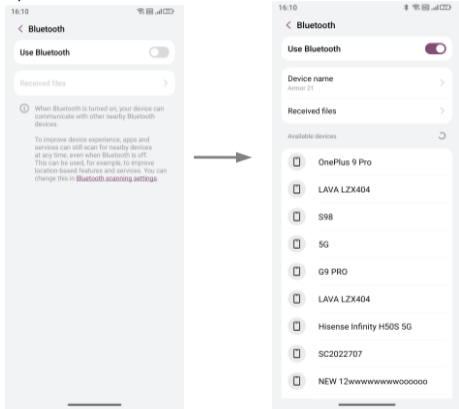 16:10
Bluetooth
Use Bluetooth
Received files
When Bluetooth is turned on, your device can
communicate with other nearby Bluetooth
devices.
To improve device experience, apps and
services can still scan for nearby devices
at any time, even when Bluetooth is off.
This can be used, for example, to improve
location-based features and services. You can
change this in Bluetooth scanning settings.
16:10
Bluetooth
Use Bluetooth
Device name
Armor 21
Received files
Available devices
OnePlus 9 Pro
LAVA LZX404
S98
5G
G9 PRO
LAVA LZX404
Hisense Infinity H50S 5G
SC2022707